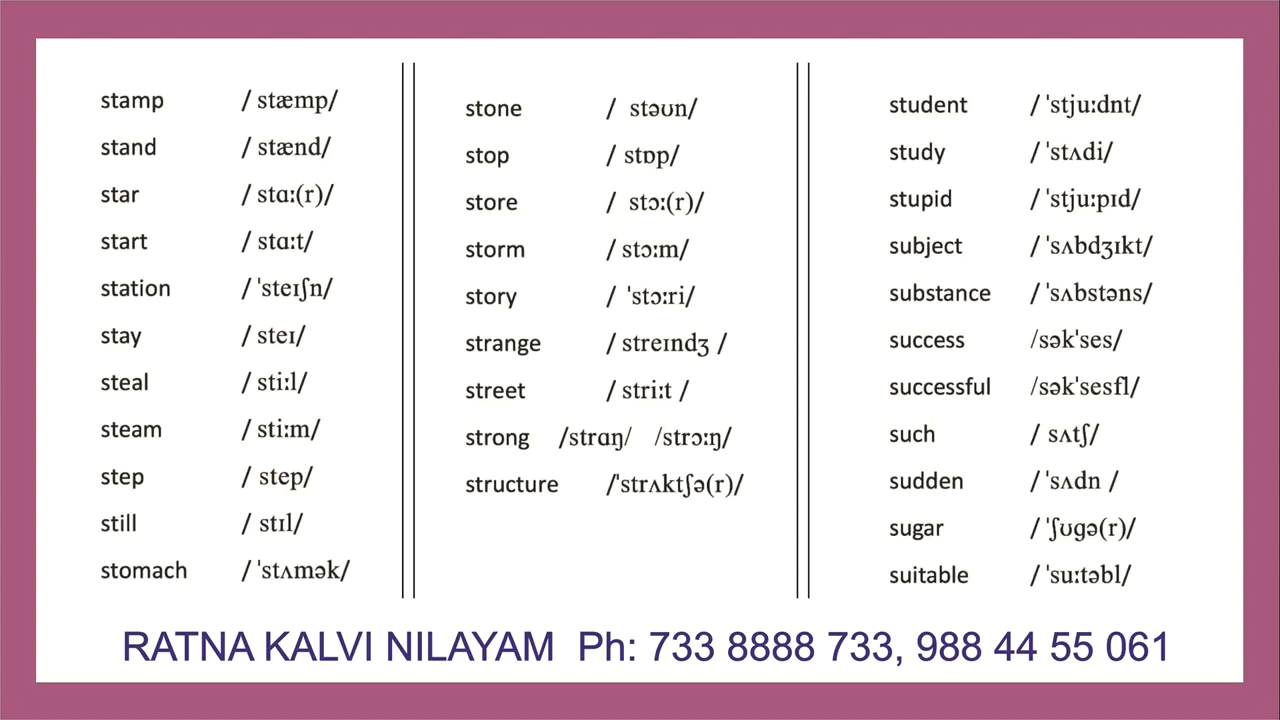 stamp / stæmp/
stand / stænd/
star / stɑː(r)/
start / stɑːt/
station / ˈsteɪʃn/
stay / steɪ/
steal / stiːl/
steam / stiːm/
step / step/
still / stɪl/
stomach / ˈstʌmək/
stone / stəʊn/
stop / stɒp/
store / stɔː(r)/
storm / stɔːm/
story / ˈstɔːri/
strange / streɪndʒ /
street / striːt /
strong /strɑŋ/ /strɔːŋ/
structure /ˈstrʌktʃə(r)/
student / ˈstjuːdnt/
study / ˈstʌdi/
stupid / ˈstjuːpɪd/
subject / ˈsʌbdʒɪkt/
substance / ˈsʌbstəns/
success /səkˈses/
successful /səkˈsesfl/
such / sʌtʃ/
sudden / ˈsʌdn /
sugar / ˈʃʊɡə(r)/
suitable / ˈsuːtəbl/
RATNA KALVI NILAYAM Ph: 733 8888 733, 988 44 55 061